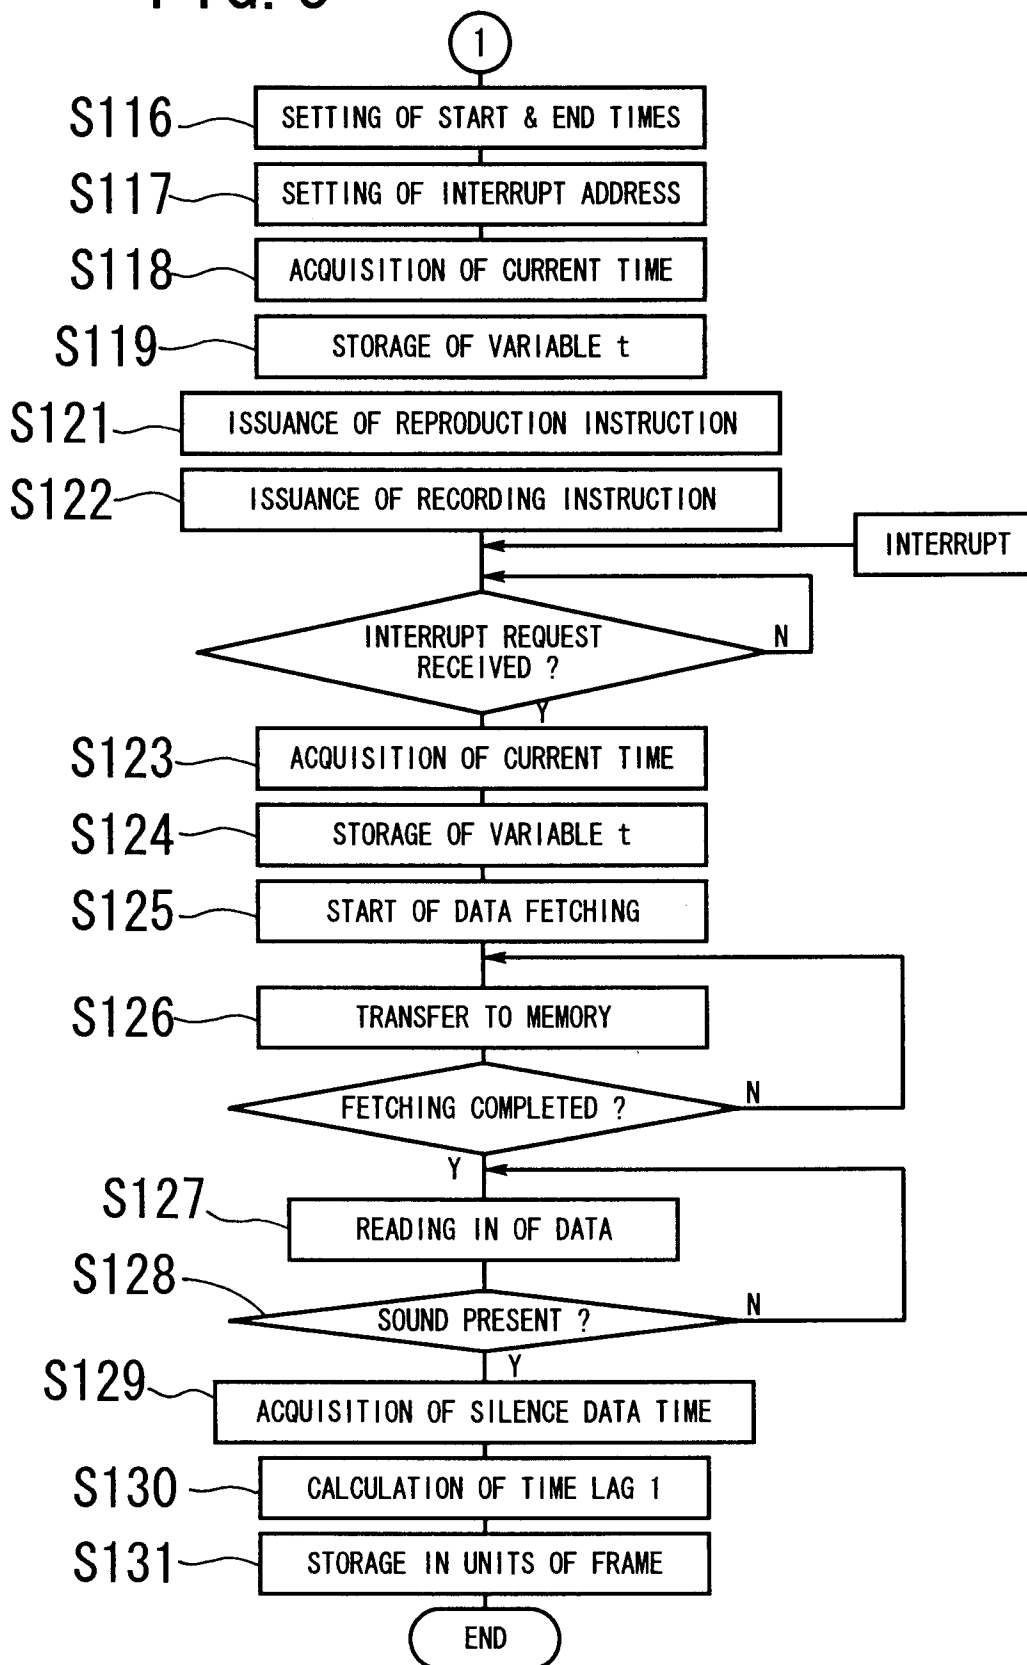 1
S116 SETTING OF START & END TIMES
S117 SETTING OF INTERRUPT ADDRESS
S118 ACQUISITION OF CURRENT TIME
S119 STORAGE OF VARIABLE t
S121 ISSUANCE OF REPRODUCTION INSTRUCTION
S122 ISSUANCE OF RECORDING INSTRUCTION
INTERRUPT
INTERRUPT REQUEST
RECEIVED ?
N
Y
S123 ACQUISITION OF CURRENT TIME
S124 STORAGE OF VARIABLE t
S125 START OF DATA FETCHING
S126 TRANSFER TO MEMORY
FETCHING COMPLETED ?
N
Y
S127 READING IN OF DATA
S128 SOUND PRESENT ?
N
Y
S129 ACQUISITION OF SILENCE DATA TIME
S130 CALCULATION OF TIME LAG 1
S131 STORAGE IN UNITS OF FRAME
END